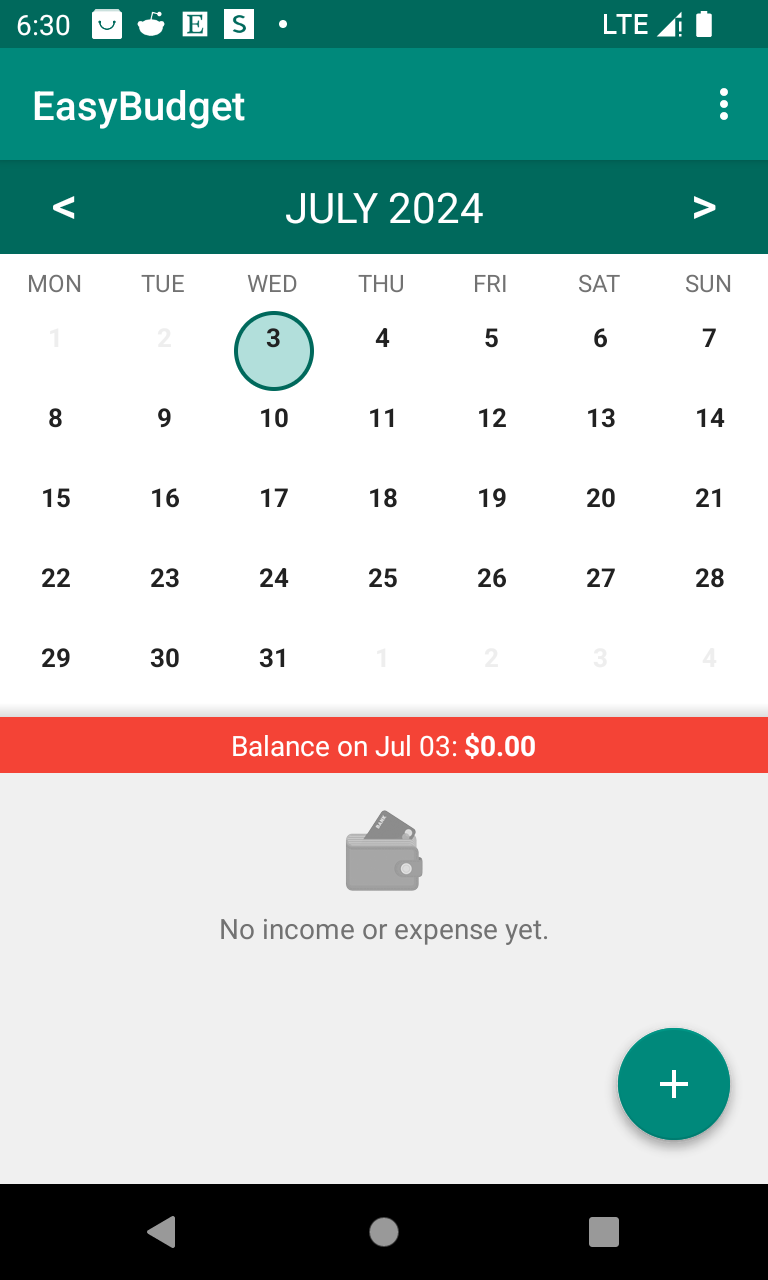 6:30 E S LTE
EasyBudget
< JULY 2024 >
MON TUE WED THU FRI SAT SUN
1 2 3 4 5 6 7
8 9 10 11 12 13 14
15 16 17 18 19 20 21
22 23 24 25 26 27 28
29 30 31 1 2 3 4
Balance on Jul 03: $0.00
BANK
No income or expense yet.
+